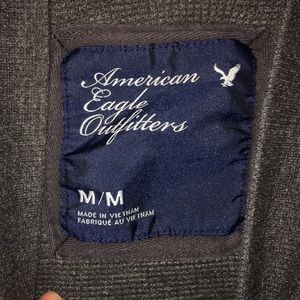 American
Eagle
Outfitters
M/M
MADE IN VIETNAM
FABRIQUÉ AU VIETNAM